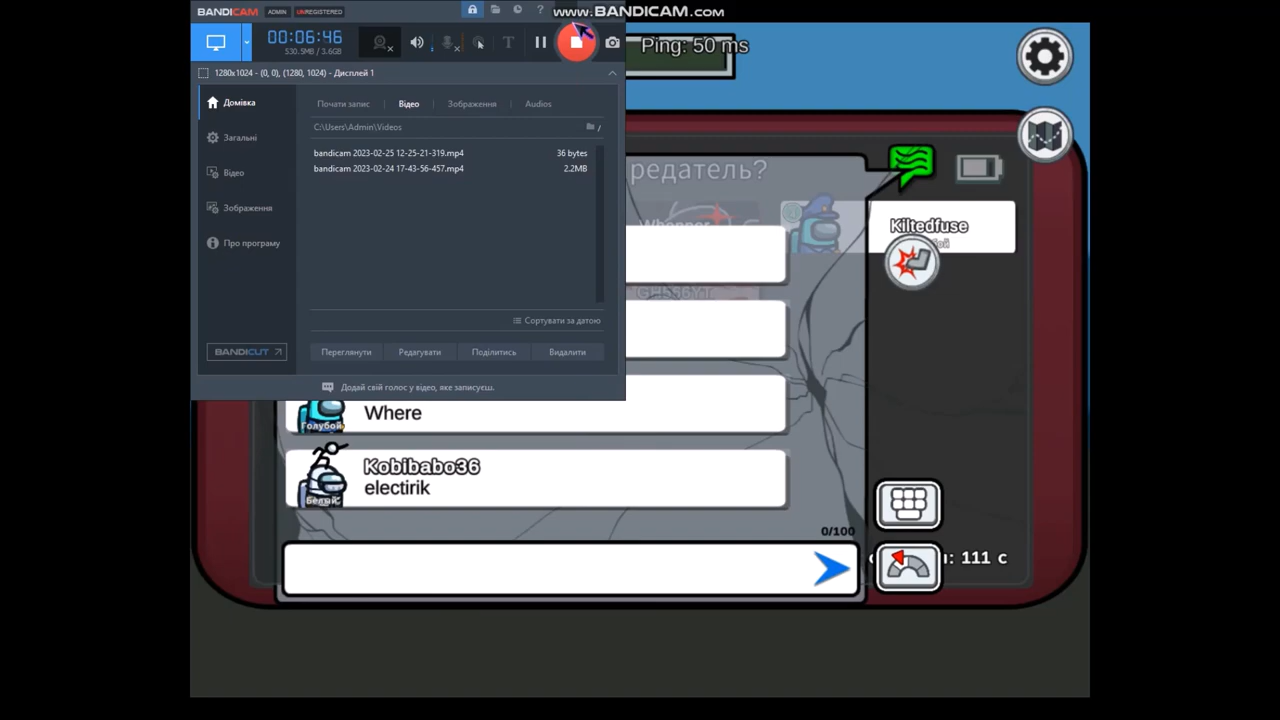 BANDICAM ADMIN UNREGISTERED
www.BANDICAM.com
00:06:46
530.5MB / 3.6GB
Ping: 50 ms
1280x1024 - (0, 0), (1280, 1024) - Дисплей 1
Домівка
Загальні
Відео
Зображення
Про програму
BANDICUT
Почати запис
Відео
Зображення
Audios
C:\Users\Admin\Videos
bandicam 2023-02-25 12-25-21-319.mp4 36 bytes
bandicam 2023-02-24 17-43-56-457.mp4 2.2MB
Сортувати за датою
Переглянути
Редагувати
Поділитись
Видалити
Додай свій голос у відео, яке записуєш.
редатель?
Whopper
Kiltedfuse
GH556YT
Голубой
Where
Белый
Kobibabo36
electirik
0/100
: 111 с